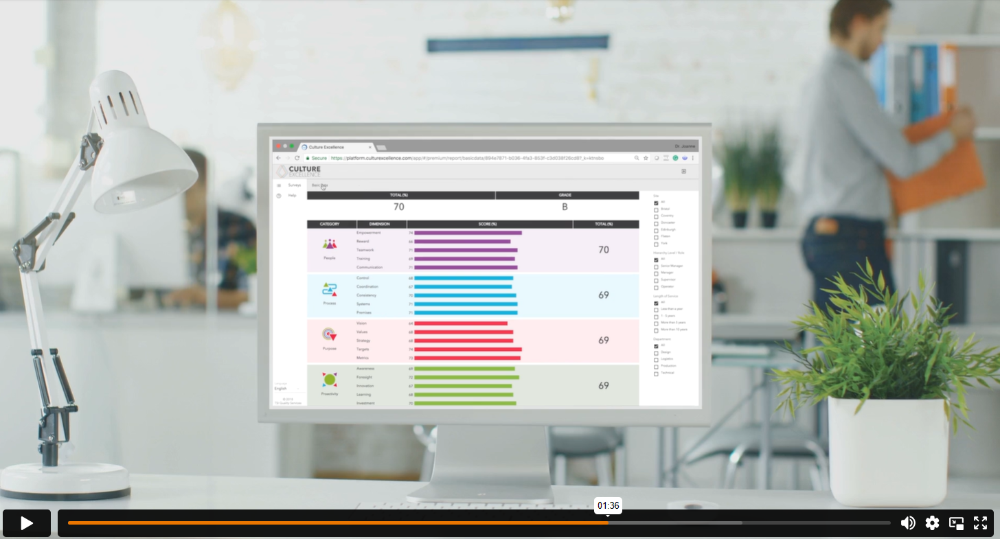 Culture Excellence
Dr. Joanne
Secure https://platform.culturexcellence.com/app/#/premium/report/basicdata/894e7871-b036-4fa3-853f-c3d038f26cd8?_k=ktnsbo
CULTURE
EXCELLENCE
Surveys
Help
Basic Data
TOTAL (%) GRADE
70 B
CATEGORY DIMENSION SCORE (%) TOTAL (%)
People
Empowerment 74
Reward 66
Teamwork 71
Training 69
Communication 71
70
Process
Control 68
Coordination 67
Consistency 70
Systems 71
Premises 71
69
Purpose
Vision 64
Values 68
Strategy 68
Targets 74
Metrics 73
69
Proactivity
Awareness 69
Foresight 72
Innovation 67
Learning 68
Investment 70
69
Site
All
Bristol
Coventry
Doncaster
Edinburgh
York
Hierarchy Level / Role
All
Senior Manager
Manager
Supervisor
Operator
Length of Service
All
Less than a year
1 - 5 years
More than 5 years
More than 10 years
Department
All
Design
Logistics
Production
Technical
Language
English
© 2018
01:36